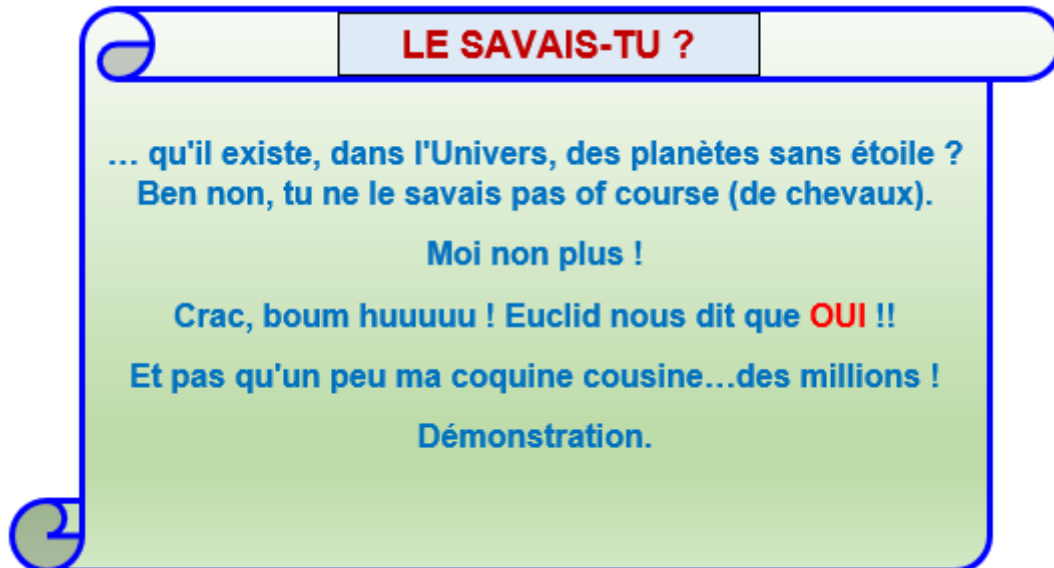 LE SAVAIS-TU ?
... qu'il existe, dans l'Univers, des planètes sans étoile ?
Ben non, tu ne le savais pas of course (de chevaux).
Moi non plus !
Crac, boum huuuuu ! Euclid nous dit que OUI !!
Et pas qu'un peu ma coquine cousine...des millions !
Démonstration.